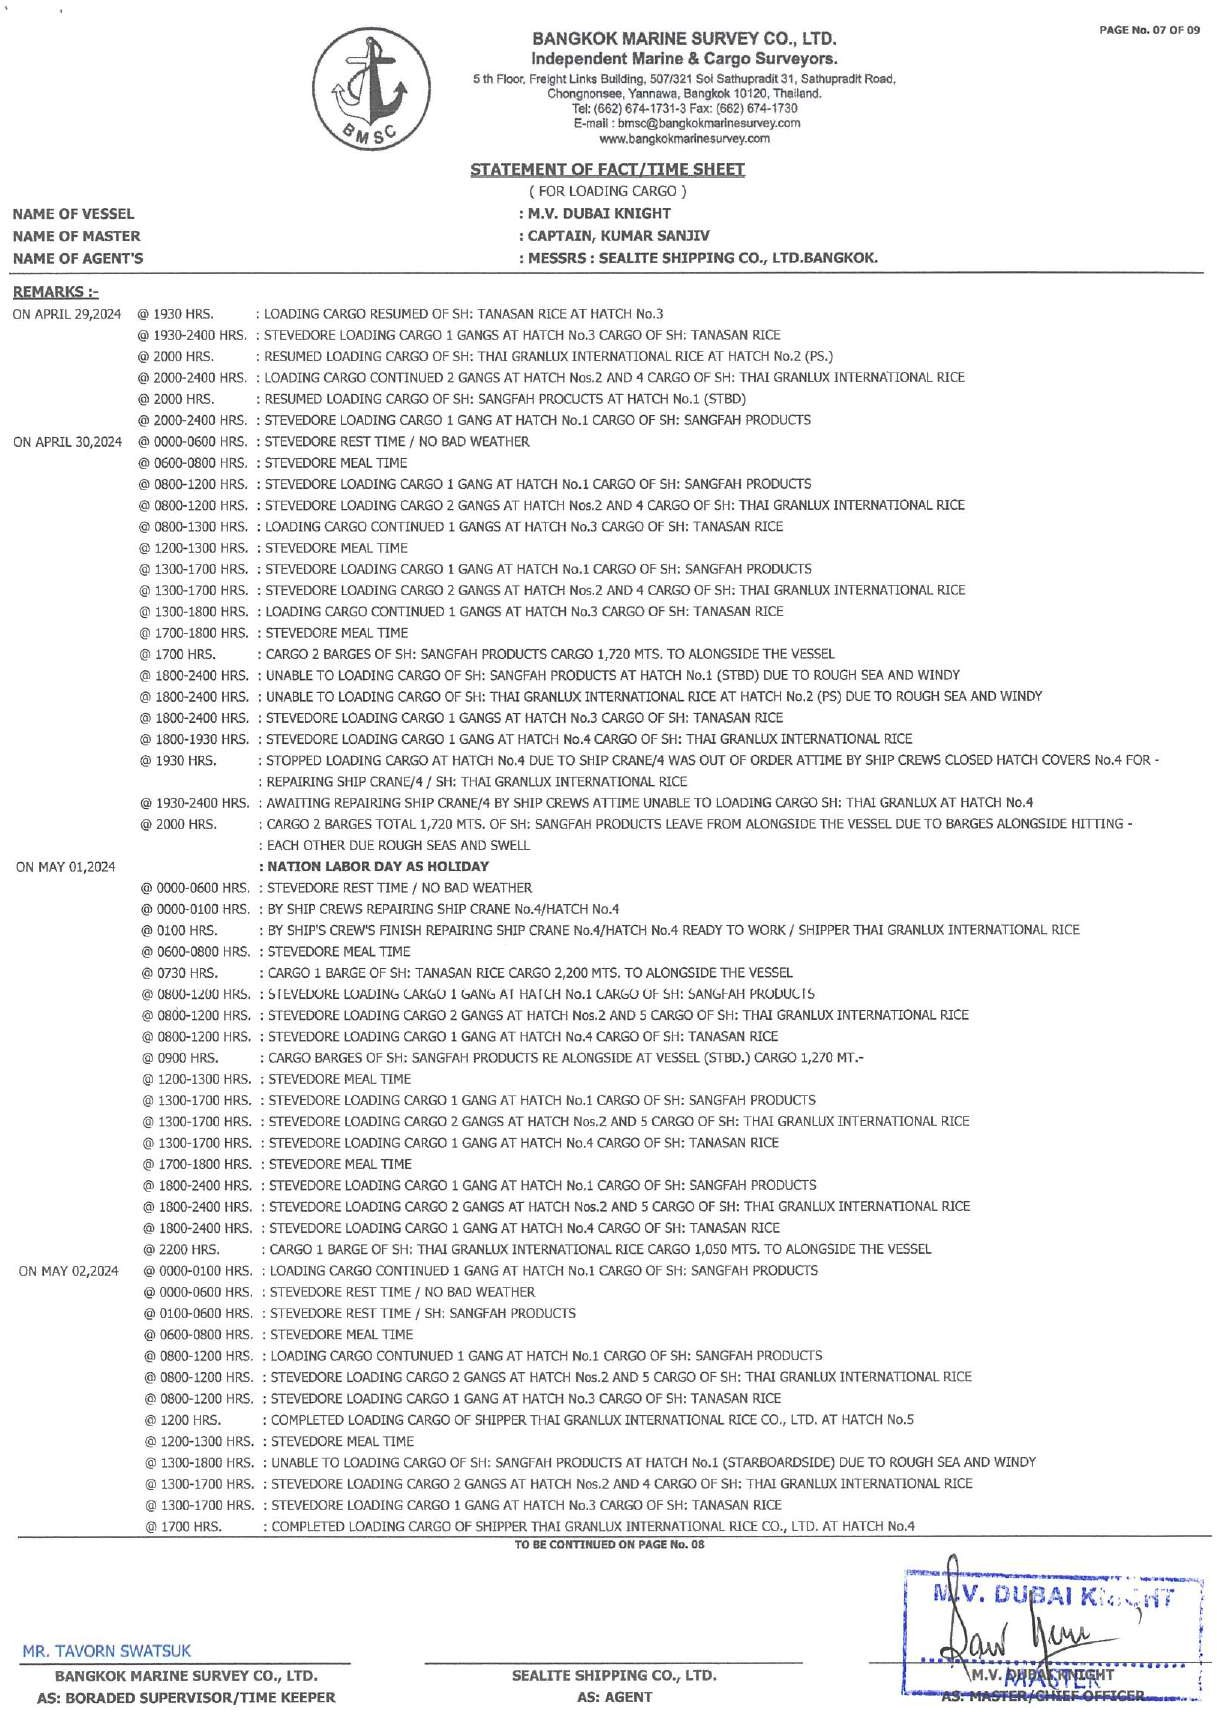 PAGE No. 07 OF 09
BMSC
BANGKOK MARINE SURVEY CO., LTD.
Independent Marine & Cargo Surveyors.
5 th Floor, Freight Links Building, 507/321 Soi Sathupradit 31, Sathupradit Road,
Chongnonsee, Yannawa, Bangkok 10120, Thailand.
Tel: (662) 674-1731-3 Fax: (662) 674-1730
E-mail : bmsc@bangkokmarinesurvey.com
www.bangkokmarinesurvey.com
STATEMENT OF FACT/TIME SHEET
( FOR LOADING CARGO )
NAME OF VESSEL : M.V. DUBAI KNIGHT
NAME OF MASTER : CAPTAIN, KUMAR SANJIV
NAME OF AGENT'S : MESSRS : SEALITE SHIPPING CO., LTD.BANGKOK.
REMARKS :-
ON APRIL 29,2024 @ 1930 HRS. : LOADING CARGO RESUMED OF SH: TANASAN RICE AT HATCH No.3
@ 1930-2400 HRS. : STEVEDORE LOADING CARGO 1 GANGS AT HATCH No.3 CARGO OF SH: TANASAN RICE
@ 2000 HRS. : RESUMED LOADING CARGO OF SH: THAI GRANLUX INTERNATIONAL RICE AT HATCH No.2 (PS.)
@ 2000-2400 HRS. : LOADING CARGO CONTINUED 2 GANGS AT HATCH Nos.2 AND 4 CARGO OF SH: THAI GRANLUX INTERNATIONAL RICE
@ 2000 HRS. : RESUMED LOADING CARGO OF SH: SANGFAH PROCUCTS AT HATCH No.1 (STBD)
@ 2000-2400 HRS. : STEVEDORE LOADING CARGO 1 GANG AT HATCH No.1 CARGO OF SH: SANGFAH PRODUCTS
ON APRIL 30,2024 @ 0000-0600 HRS. : STEVEDORE REST TIME / NO BAD WEATHER
@ 0600-0800 HRS. : STEVEDORE MEAL TIME
@ 0800-1200 HRS. : STEVEDORE LOADING CARGO 1 GANG AT HATCH No.1 CARGO OF SH: SANGFAH PRODUCTS
@ 0800-1200 HRS. : STEVEDORE LOADING CARGO 2 GANGS AT HATCH Nos.2 AND 4 CARGO OF SH: THAI GRANLUX INTERNATIONAL RICE
@ 0800-1300 HRS. : LOADING CARGO CONTINUED 1 GANGS AT HATCH No.3 CARGO OF SH: TANASAN RICE
@ 1200-1300 HRS. : STEVEDORE MEAL TIME
@ 1300-1700 HRS. : STEVEDORE LOADING CARGO 1 GANG AT HATCH No.1 CARGO OF SH: SANGFAH PRODUCTS
@ 1300-1700 HRS. : STEVEDORE LOADING CARGO 2 GANGS AT HATCH Nos.2 AND 4 CARGO OF SH: THAI GRANLUX INTERNATIONAL RICE
@ 1300-1800 HRS. : LOADING CARGO CONTINUED 1 GANGS AT HATCH No.3 CARGO OF SH: TANASAN RICE
@ 1700-1800 HRS. : STEVEDORE MEAL TIME
@ 1700 HRS. : CARGO 2 BARGES OF SH: SANGFAH PRODUCTS CARGO 1,720 MTS. TO ALONGSIDE THE VESSEL
@ 1800-2400 HRS. : UNABLE TO LOADING CARGO OF SH: SANGFAH PRODUCTS AT HATCH No.1 (STBD) DUE TO ROUGH SEA AND WINDY
@ 1800-2400 HRS. : UNABLE TO LOADING CARGO OF SH: THAI GRANLUX INTERNATIONAL RICE AT HATCH No.2 (PS) DUE TO ROUGH SEA AND WINDY
@ 1800-2400 HRS. : STEVEDORE LOADING CARGO 1 GANGS AT HATCH No.3 CARGO OF SH: TANASAN RICE
@ 1800-1930 HRS. : STEVEDORE LOADING CARGO 1 GANG AT HATCH No.4 CARGO OF SH: THAI GRANLUX INTERNATIONAL RICE
@ 1930 HRS. : STOPPED LOADING CARGO AT HATCH No.4 DUE TO SHIP CRANE/4 WAS OUT OF ORDER ATTIME BY SHIP CREWS CLOSED HATCH COVERS No.4 FOR -
: REPAIRING SHIP CRANE/4 / SH: THAI GRANLUX INTERNATIONAL RICE
@ 1930-2400 HRS. : AWAITING REPAIRING SHIP CRANE/4 BY SHIP CREWS ATTIME UNABLE TO LOADING CARGO SH: THAI GRANLUX AT HATCH No.4
@ 2000 HRS. : CARGO 2 BARGES TOTAL 1,720 MTS. OF SH: SANGFAH PRODUCTS LEAVE FROM ALONGSIDE THE VESSEL DUE TO BARGES ALONGSIDE HITTING -
: EACH OTHER DUE ROUGH SEAS AND SWELL
ON MAY 01,2024 : NATION LABOR DAY AS HOLIDAY
@ 0000-0600 HRS. : STEVEDORE REST TIME / NO BAD WEATHER
@ 0000-0100 HRS. : BY SHIP CREWS REPAIRING SHIP CRANE No.4/HATCH No.4
@ 0100 HRS. : BY SHIP'S CREW'S FINISH REPAIRING SHIP CRANE No.4/HATCH No.4 READY TO WORK / SHIPPER THAI GRANLUX INTERNATIONAL RICE
@ 0600-0800 HRS. : STEVEDORE MEAL TIME
@ 0730 HRS. : CARGO 1 BARGE OF SH: TANASAN RICE CARGO 2,200 MTS. TO ALONGSIDE THE VESSEL
@ 0800-1200 HRS. : STEVEDORE LOADING CARGO 1 GANG AT HATCH No.1 CARGO OF SH: SANGFAH PRODUCTS
@ 0800-1200 HRS. : STEVEDORE LOADING CARGO 2 GANGS AT HATCH Nos.2 AND 5 CARGO OF SH: THAI GRANLUX INTERNATIONAL RICE
@ 0800-1200 HRS. : STEVEDORE LOADING CARGO 1 GANG AT HATCH No.4 CARGO OF SH: TANASAN RICE
@ 0900 HRS. : CARGO BARGES OF SH: SANGFAH PRODUCTS RE ALONGSIDE AT VESSEL (STBD.) CARGO 1,270 MT.-
@ 1200-1300 HRS. : STEVEDORE MEAL TIME
@ 1300-1700 HRS. : STEVEDORE LOADING CARGO 1 GANG AT HATCH No.1 CARGO OF SH: SANGFAH PRODUCTS
@ 1300-1700 HRS. : STEVEDORE LOADING CARGO 2 GANGS AT HATCH Nos.2 AND 5 CARGO OF SH: THAI GRANLUX INTERNATIONAL RICE
@ 1300-1700 HRS. : STEVEDORE LOADING CARGO 1 GANG AT HATCH No.4 CARGO OF SH: TANASAN RICE
@ 1700-1800 HRS. : STEVEDORE MEAL TIME
@ 1800-2400 HRS. : STEVEDORE LOADING CARGO 1 GANG AT HATCH No.1 CARGO OF SH: SANGFAH PRODUCTS
@ 1800-2400 HRS. : STEVEDORE LOADING CARGO 2 GANGS AT HATCH Nos.2 AND 5 CARGO OF SH: THAI GRANLUX INTERNATIONAL RICE
@ 1800-2400 HRS. : STEVEDORE LOADING CARGO 1 GANG AT HATCH No.4 CARGO OF SH: TANASAN RICE
@ 2200 HRS. : CARGO 1 BARGE OF SH: THAI GRANLUX INTERNATIONAL RICE CARGO 1,050 MTS. TO ALONGSIDE THE VESSEL
ON MAY 02,2024 @ 0000-0100 HRS. : LOADING CARGO CONTINUED 1 GANG AT HATCH No.1 CARGO OF SH: SANGFAH PRODUCTS
@ 0000-0600 HRS. : STEVEDORE REST TIME / NO BAD WEATHER
@ 0100-0600 HRS. : STEVEDORE REST TIME / SH: SANGFAH PRODUCTS
@ 0600-0800 HRS. : STEVEDORE MEAL TIME
@ 0800-1200 HRS. : LOADING CARGO CONTUNUED 1 GANG AT HATCH No.1 CARGO OF SH: SANGFAH PRODUCTS
@ 0800-1200 HRS. : STEVEDORE LOADING CARGO 2 GANGS AT HATCH Nos.2 AND 5 CARGO OF SH: THAI GRANLUX INTERNATIONAL RICE
@ 0800-1200 HRS. : STEVEDORE LOADING CARGO 1 GANG AT HATCH No.3 CARGO OF SH: TANASAN RICE
@ 1200 HRS. : COMPLETED LOADING CARGO OF SHIPPER THAI GRANLUX INTERNATIONAL RICE CO., LTD. AT HATCH No.5
@ 1200-1300 HRS. : STEVEDORE MEAL TIME
@ 1300-1800 HRS. : UNABLE TO LOADING CARGO OF SH: SANGFAH PRODUCTS AT HATCH No.1 (STARBOARDSIDE) DUE TO ROUGH SEA AND WINDY
@ 1300-1700 HRS. : STEVEDORE LOADING CARGO 2 GANGS AT HATCH Nos.2 AND 4 CARGO OF SH: THAI GRANLUX INTERNATIONAL RICE
@ 1300-1700 HRS. : STEVEDORE LOADING CARGO 1 GANG AT HATCH No.3 CARGO OF SH: TANASAN RICE
@ 1700 HRS. : COMPLETED LOADING CARGO OF SHIPPER THAI GRANLUX INTERNATIONAL RICE CO., LTD. AT HATCH No.4
TO BE CONTINUED ON PAGE No. 08
M.V. DUBAI KNIGHT
MR. TAVORN SWATSUK
BANGKOK MARINE SURVEY CO., LTD. SEALITE SHIPPING CO., LTD. M.V. DUBAI KNIGHT
MASTER
AS: BORADED SUPERVISOR/TIME KEEPER AS: AGENT AS: MASTER/CHIEF OFFICER